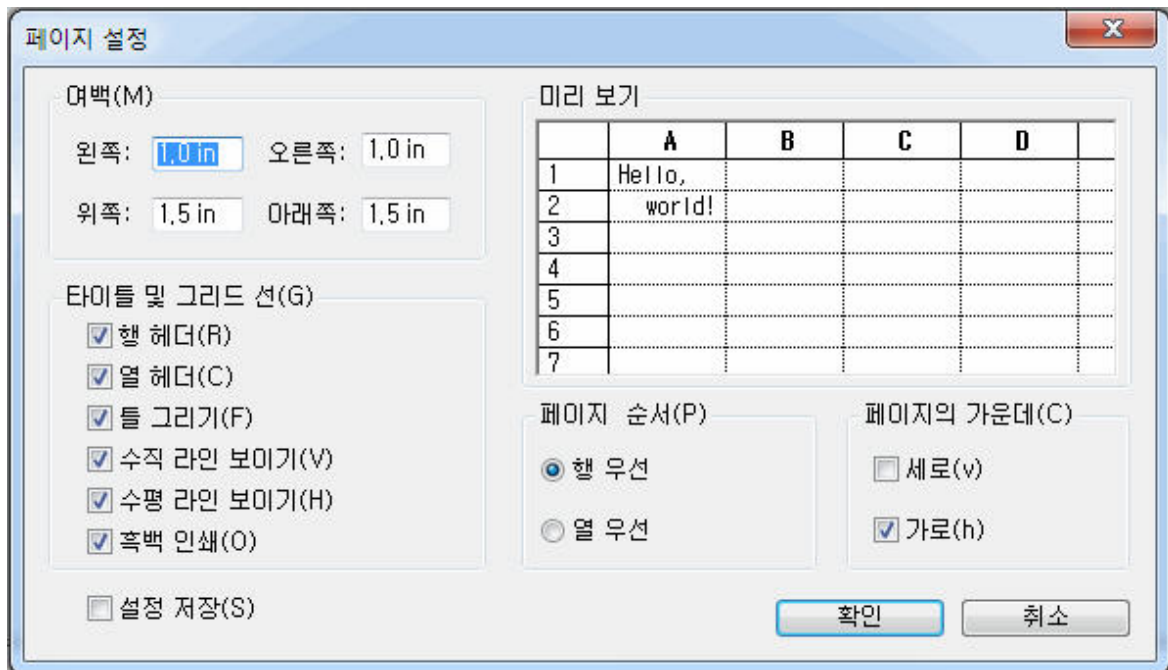 페이지 설정
여백(M)
왼쪽: 1.0 in 오른쪽: 1.0 in
위쪽: 1.5 in 아래쪽: 1.5 in
타이틀 및 그리드 선(G)
행 헤더(R)
열 헤더(C)
틀 그리기(F)
수직 라인 보이기(V)
수평 라인 보이기(H)
흑백 인쇄(O)
설정 저장(S)
미리 보기
A B C D
1 Hello,
2 world!
3
4
5
6
7
페이지 순서(P)
행 우선
열 우선
페이지의 가운데(C)
세로(v)
가로(h)
확인 취소